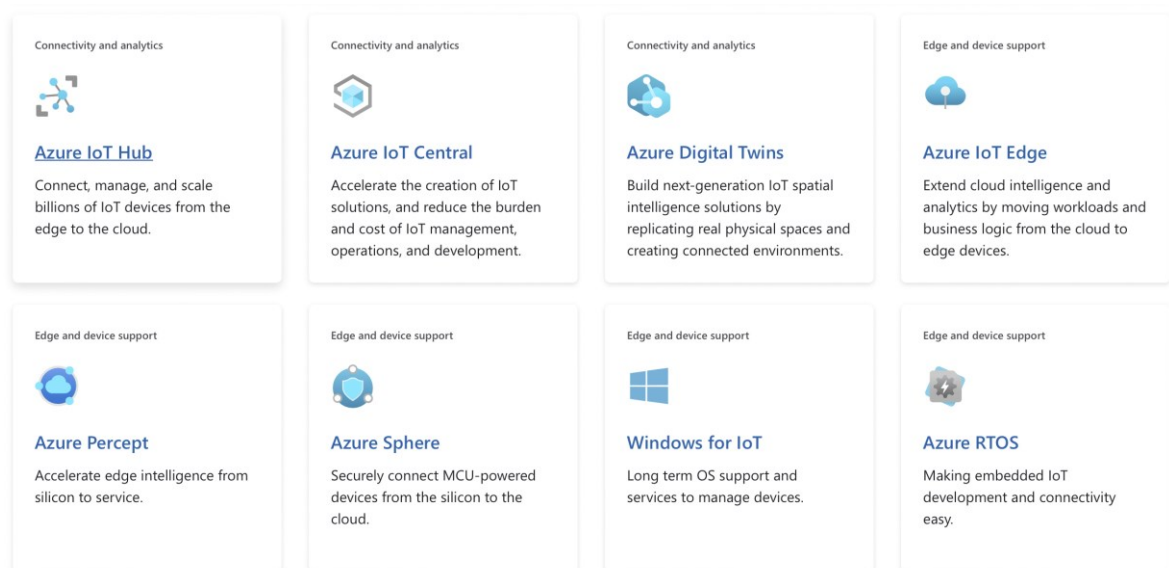 Connectivity and analytics
Azure IoT Hub
Connect, manage, and scale
billions of IoT devices from the
edge to the cloud.
Connectivity and analytics
Azure IoT Central
Accelerate the creation of IoT
solutions, and reduce the burden
and cost of IoT management,
operations, and development.
Connectivity and analytics
Azure Digital Twins
Build next-generation IoT spatial
intelligence solutions by
replicating real physical spaces and
creating connected environments.
Edge and device support
Azure IoT Edge
Extend cloud intelligence and
analytics by moving workloads and
business logic from the cloud to
edge devices.
Edge and device support
Azure Percept
Accelerate edge intelligence from
silicon to service.
Edge and device support
Azure Sphere
Securely connect MCU-powered
devices from the silicon to the
cloud.
Edge and device support
Windows for IoT
Long term OS support and
services to manage devices.
Edge and device support
Azure RTOS
Making embedded IoT
development and connectivity
easy.